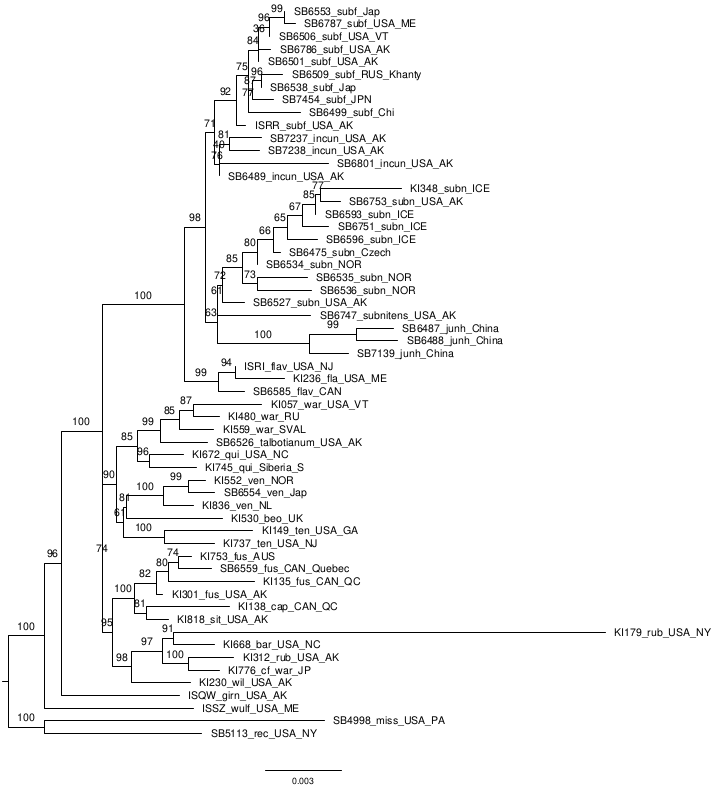 99 SB6553_subf_Jap
96 SB6787_subf_USA_ME
36 SB6506_subf_USA_VT
84 SB6786_subf_USA_AK
SB6501_subf_USA_AK
75 96 SB6509_subf_RUS_Khanty
87 SB6538_subf_Jap
92 77 SB7454_subf_JPN
SB6499_subf_Chi
71 ISRR_subf_USA_AK
81 SB7237_incun_USA_AK
SB7238_incun_USA_AK
76 SB6801_incun_USA_AK
SB6489_incun_USA_AK
77 KI348_subn_ICE
85 SB6753_subn_USA_AK
67 SB6593_subn_ICE
98 65 SB6751_subn_ICE
66 SB6596_subn_ICE
80 SB6475_subn_Czech
85 SB6534_subn_NOR
72 73 SB6535_subn_NOR
61 SB6536_subn_NOR
100 SB6527_subn_USA_AK
63 SB6747_subnitens_USA_AK
99 SB6487_junh_China
100 SB6488_junh_China
SB7139_junh_China
94 ISRI_flav_USA_NJ
99 KI236_fla_USA_ME
SB6585_flav_CAN
87 KI057_war_USA_VT
85 KI480_war_RU
100 99 KI559_war_SVAL
85 SB6526_talbotianum_USA_AK
96 KI672_qui_USA_NC
KI745_qui_Siberia_S
90 99 KI552_ven_NOR
100 SB6554_ven_Jap
81 KI836_ven_NL
61 KI530_beo_UK
100 KI149_ten_USA_GA
KI737_ten_USA_NJ
96 74 74 KI753_fus_AUS
80 SB6559_fus_CAN_Quebec
82 KI135_fus_CAN_QC
100 KI301_fus_USA_AK
81 KI138_cap_CAN_QC
95 KI818_sit_USA_AK
100 91 KI179_rub_USA_NY
97 KI668_bar_USA_NC
98 100 KI312_rub_USA_AK
KI776_cf_war_JP
KI230_wil_USA_AK
ISQW_girn_USA_AK
ISSZ_wulf_USA_ME
100 SB4998_miss_USA_PA
SB5113_rec_USA_NY
0.003